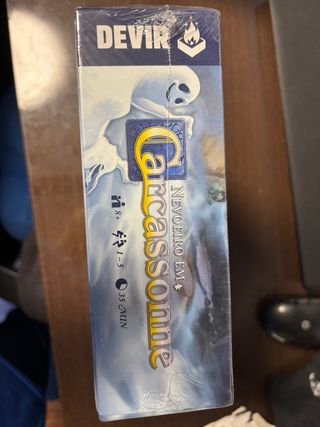 DEVIR
NEVOEIRO EM
Carcassonne
8+
1-5
35 MIN